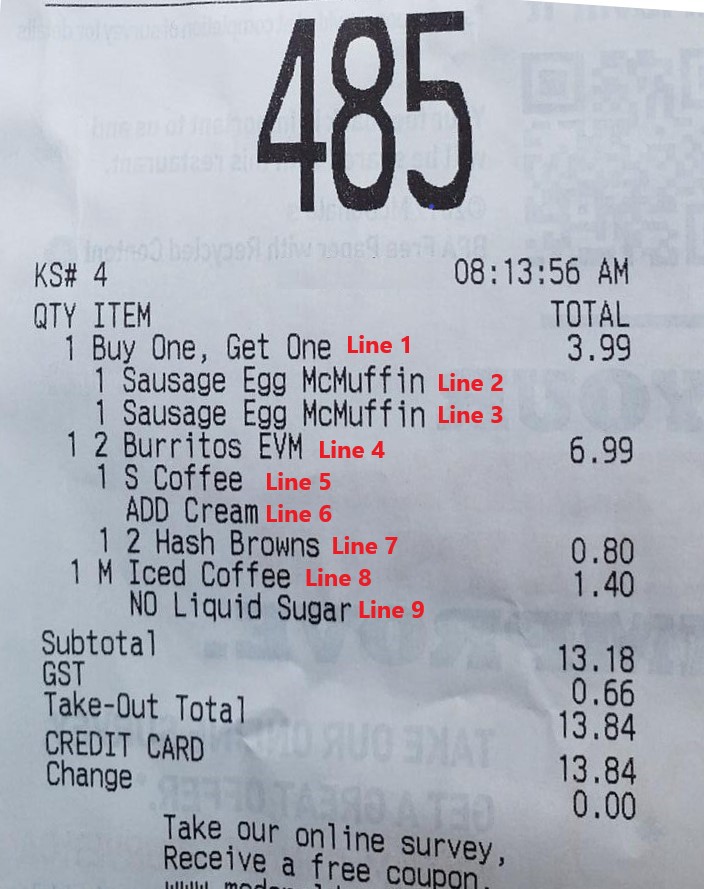 485
KS# 4 08:13:56 AM
QTY ITEM TOTAL
1 Buy One, Get One Line 1 3.99
1 Sausage Egg McMuffin Line 2
1 Sausage Egg McMuffin Line 3
1 2 Burritos EVM Line 4 6.99
1 S Coffee Line 5
ADD Cream Line 6
1 2 Hash Browns Line 7 0.80
1 M Iced Coffee Line 8 1.40
NO Liquid Sugar Line 9
Subtotal 13.18
GST 0.66
Take-Out Total 13.84
CREDIT CARD 13.84
Change 0.00
Take our online survey,
Receive a free coupon.